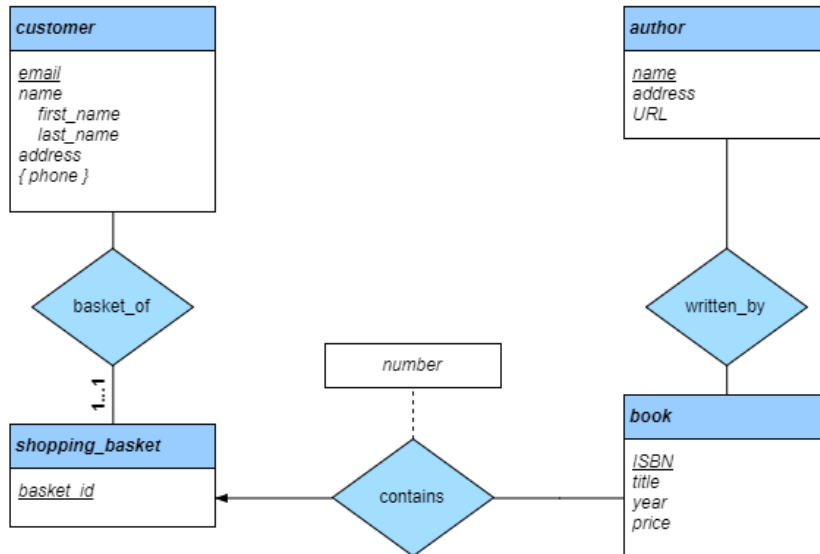 customer
email
name
first_name
last_name
address
{ phone }
author
name
address
URL
basket_of
written_by
1...1
number
shopping_basket
basket_id
contains
book
ISBN
title
year
price